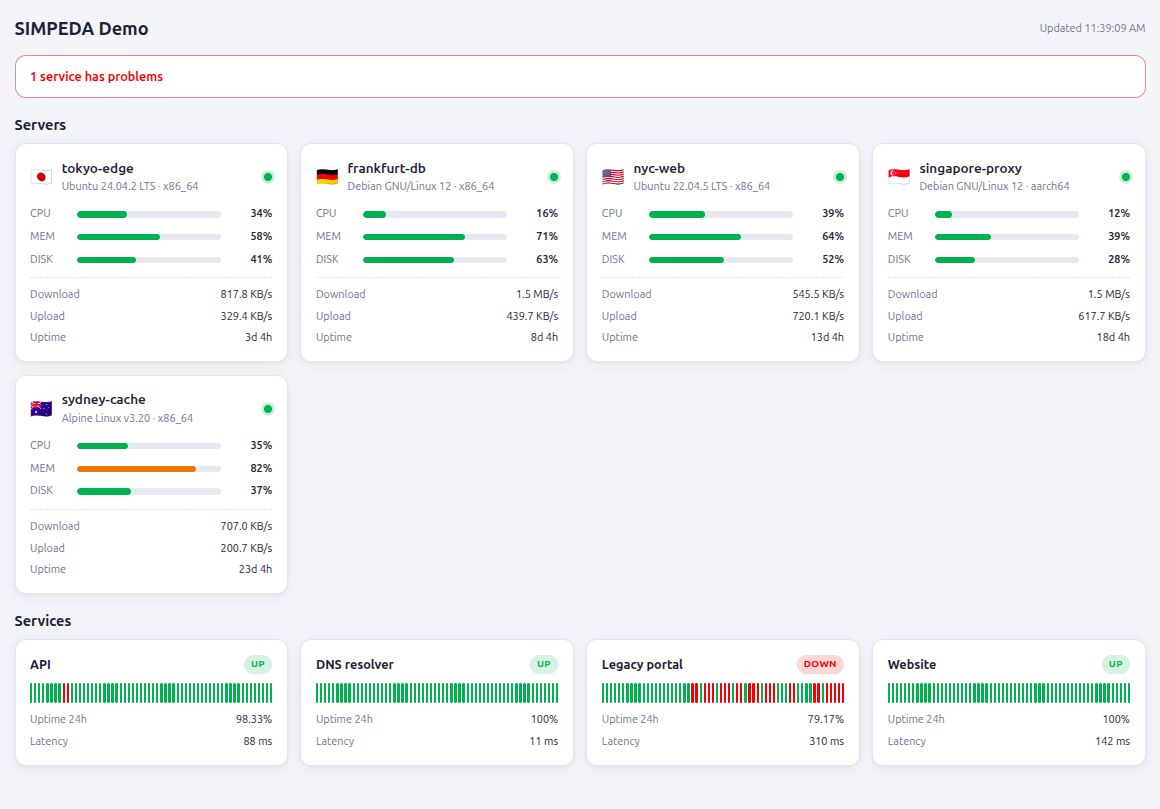 SIMPEDA Demo
Updated 11:39:09 AM
1 service has problems
Servers
tokyo-edge
Ubuntu 24.04.2 LTS · x86_64
CPU 34%
MEM 58%
DISK 41%
Download 817.8 KB/s
Upload 329.4 KB/s
Uptime 3d 4h
frankfurt-db
Debian GNU/Linux 12 · x86_64
CPU 16%
MEM 71%
DISK 63%
Download 1.5 MB/s
Upload 439.7 KB/s
Uptime 8d 4h
nyc-web
Ubuntu 22.04.5 LTS · x86_64
CPU 39%
MEM 64%
DISK 52%
Download 545.5 KB/s
Upload 720.1 KB/s
Uptime 13d 4h
singapore-proxy
Debian GNU/Linux 12 · aarch64
CPU 12%
MEM 39%
DISK 28%
Download 1.5 MB/s
Upload 617.7 KB/s
Uptime 18d 4h
sydney-cache
Alpine Linux v3.20 · x86_64
CPU 35%
MEM 82%
DISK 37%
Download 707.0 KB/s
Upload 200.7 KB/s
Uptime 23d 4h
Services
API UP
Uptime 24h 98.33%
Latency 88 ms
DNS resolver UP
Uptime 24h 100%
Latency 11 ms
Legacy portal DOWN
Uptime 24h 79.17%
Latency 310 ms
Website UP
Uptime 24h 100%
Latency 142 ms